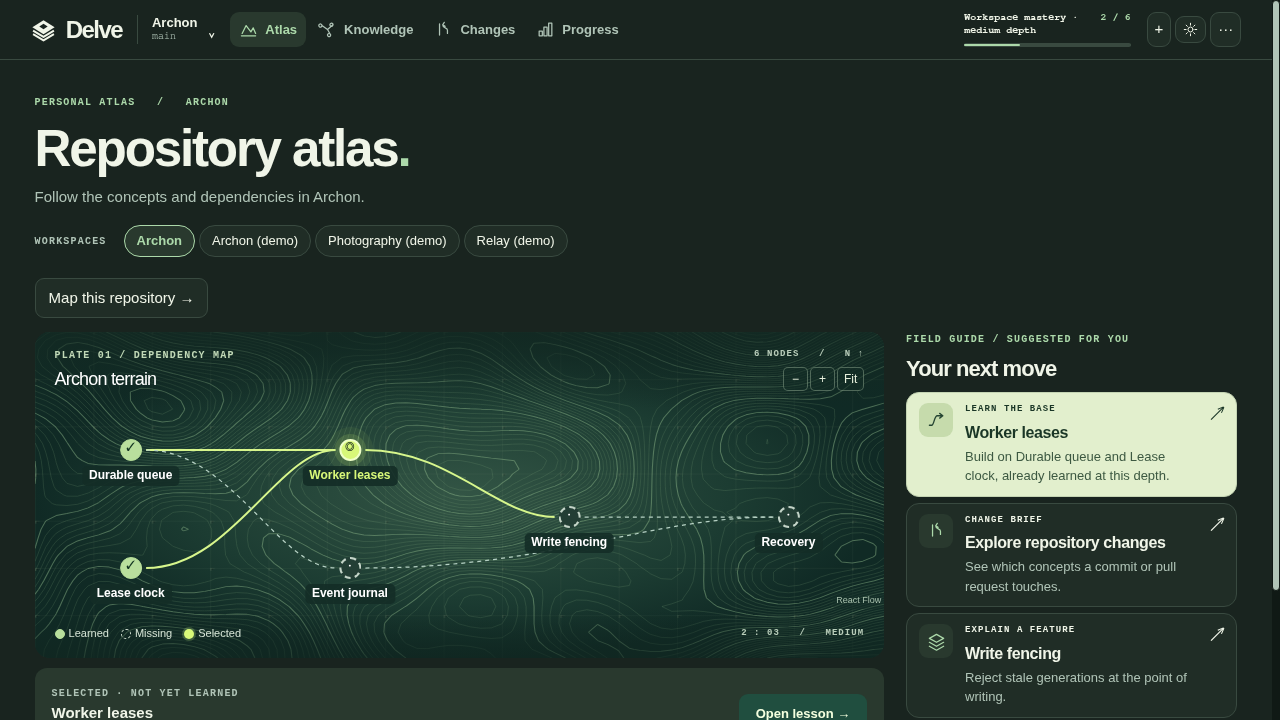 Delve
Archon
main
Atlas
Knowledge
Changes
Progress
Workspace mastery · medium depth
2 / 6
+
...
PERSONAL ATLAS / ARCHON
Repository atlas.
Follow the concepts and dependencies in Archon.
WORKSPACES
Archon
Archon (demo)
Photography (demo)
Relay (demo)
Map this repository →
PLATE 01 / DEPENDENCY MAP
Archon terrain
6 NODES / N ↑
− + Fit
Durable queue
Worker leases
Write fencing
Recovery
Lease clock
Event journal
React Flow
Learned
Missing
Selected
2 : 03 / MEDIUM
SELECTED · NOT YET LEARNED
Worker leases
Open lesson →
FIELD GUIDE / SUGGESTED FOR YOU
Your next move
LEARN THE BASE
Worker leases
Build on Durable queue and Lease
clock, already learned at this depth.
CHANGE BRIEF
Explore repository changes
See which concepts a commit or pull
request touches.
EXPLAIN A FEATURE
Write fencing
Reject stale generations at the point of
writing.